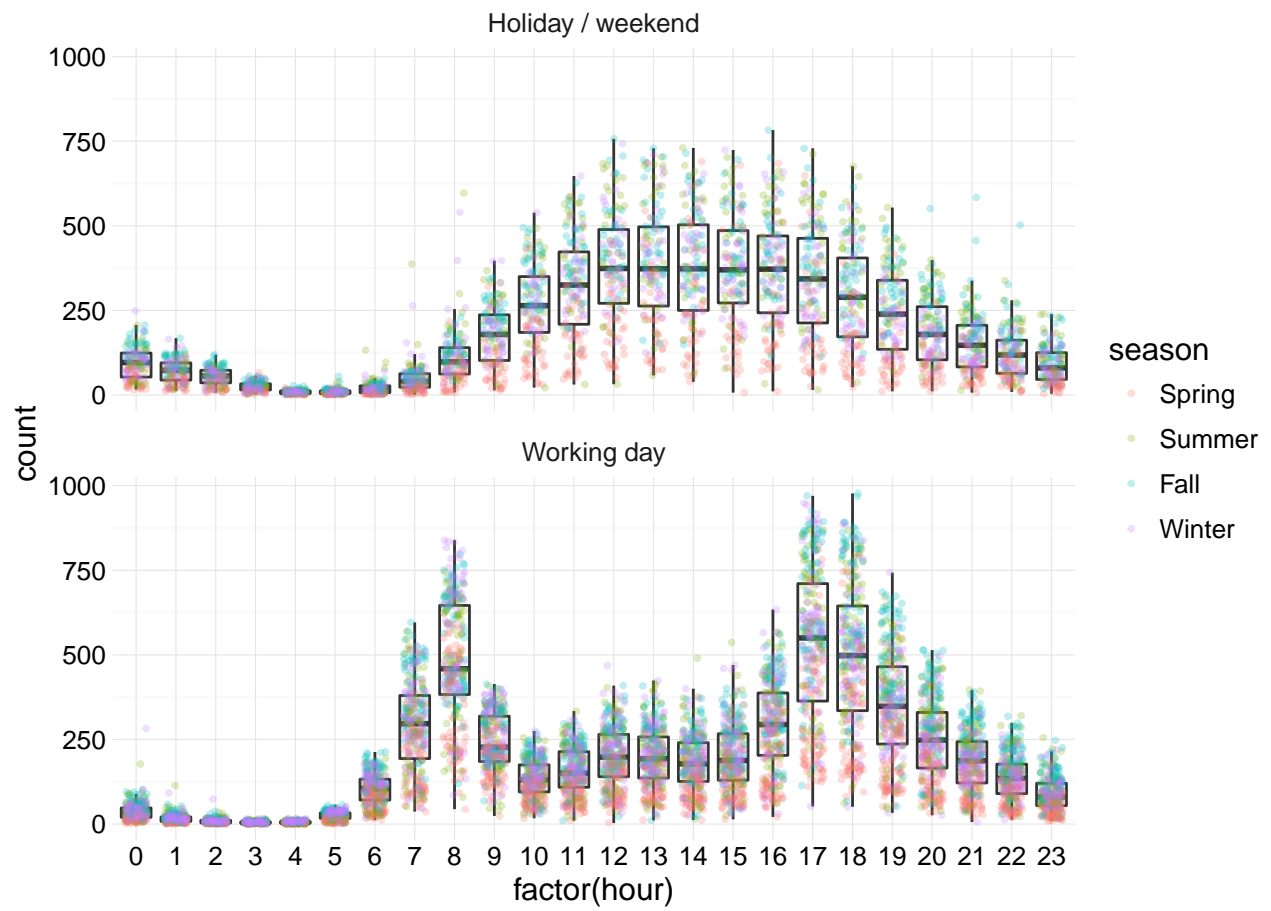 Holiday / weekend
1000
750
500
250
0
Working day
1000
750
500
250
0
0 1 2 3 4 5 6 7 8 9 10 11 12 13 14 15 16 17 18 19 20 21 22 23
factor(hour)
count
season
Spring
Summer
Fall
Winter